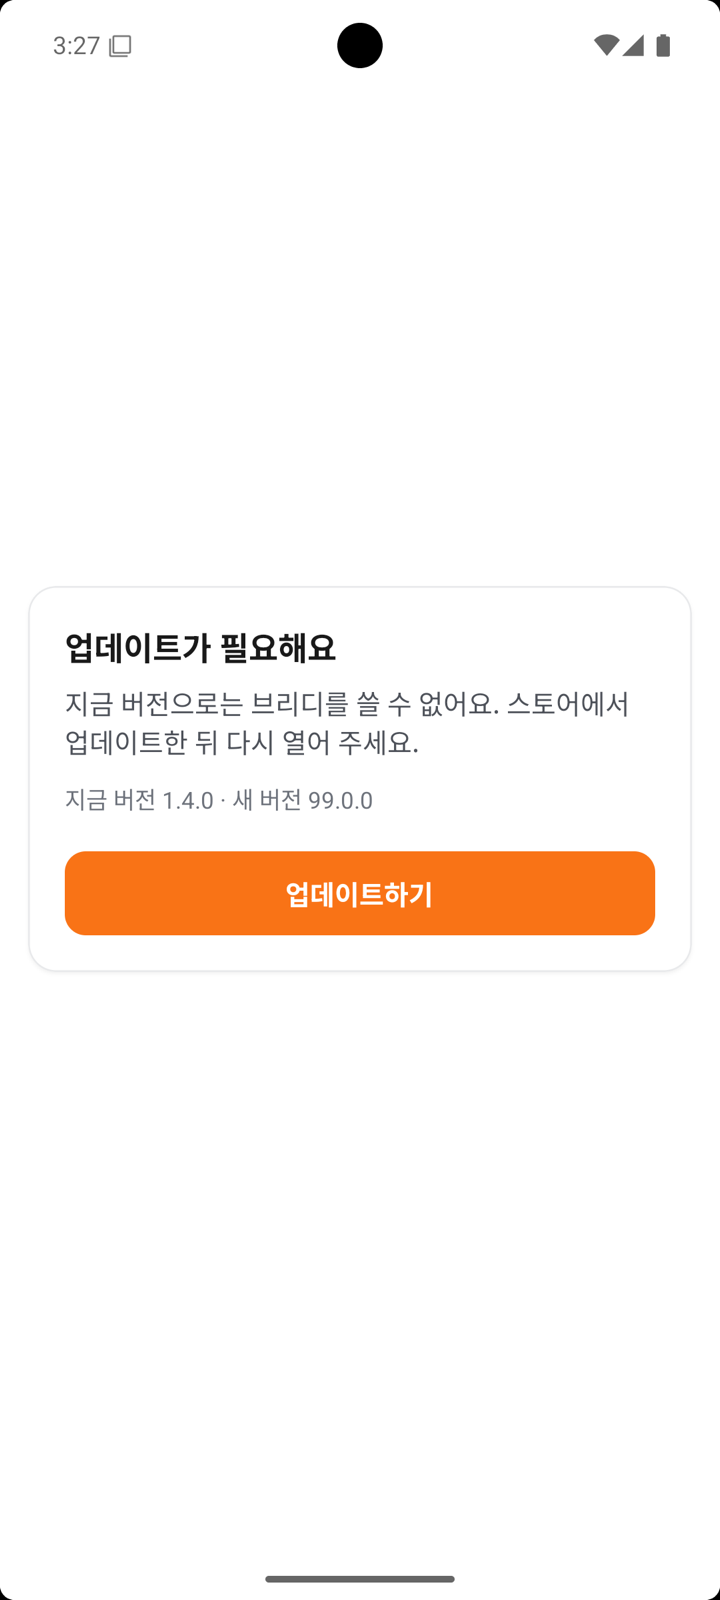 3:27
업데이트가 필요해요
지금 버전으로는 브리디를 쓸 수 없어요. 스토어에서
업데이트한 뒤 다시 열어 주세요.
지금 버전 1.4.0 · 새 버전 99.0.0
업데이트하기